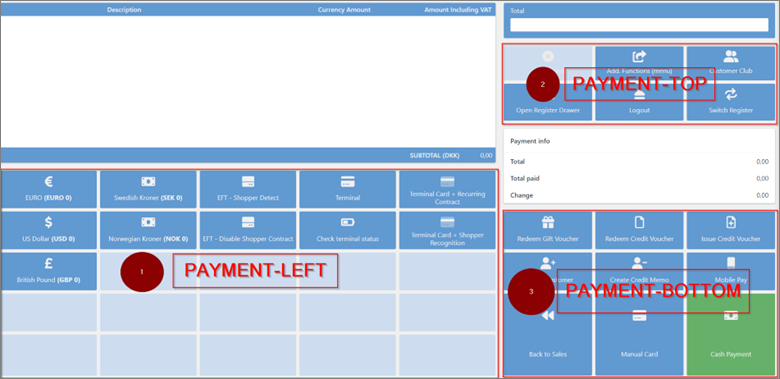 Description Currency Amount Amount Including VAT
SUBTOTAL (DKK) 0,00
Total
Add. Functions (menu) Customer Club
2 PAYMENT-TOP
Open Register Drawer Logout Switch Register
Payment info
Total 0,00
Total paid 0,00
Change 0,00
EURO (EURO 0) Swedish Kroner (SEK 0) EFT - Shopper Detect Terminal Terminal Card + Recurring Contract
US Dollar (USD 0) Norwegian Kroner (NOK 0) EFT - Disable Shopper Contract Check terminal status Terminal Card + Shopper Recognition
British Pound (GBP 0)
1 PAYMENT-LEFT
Redeem Gift Voucher Redeem Credit Voucher Issue Credit Voucher
Create Credit Memo Mobile Pay
3 PAYMENT-BOTTOM
Back to Sales Manual Card Cash Payment